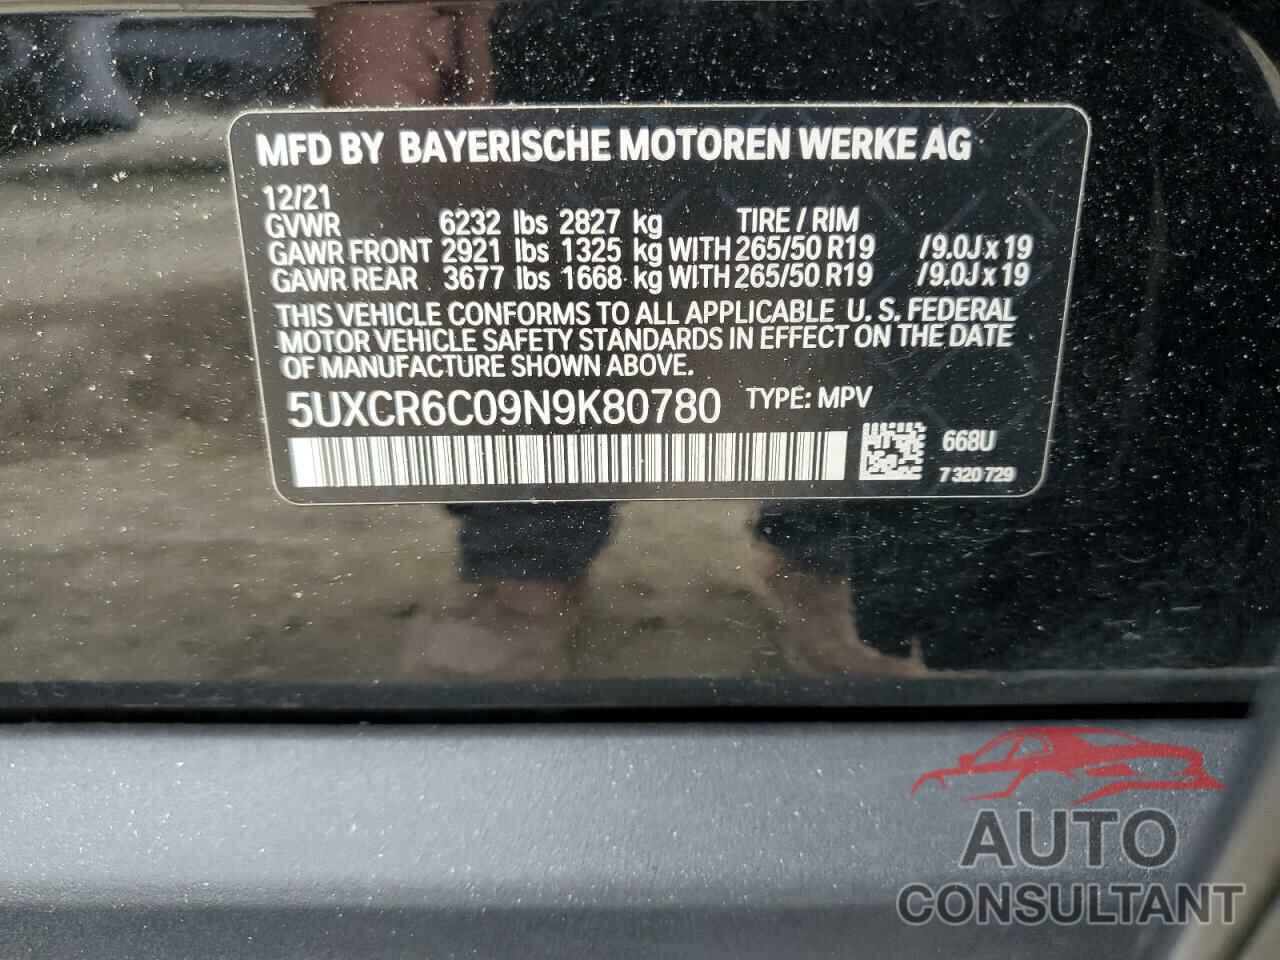 MFD BY BAYERISCHE MOTOREN WERKE AG
12/21
GVWR 6232 lbs 2827 kg TIRE / RIM
GAWR FRONT 2921 lbs 1325 kg WITH 265/50 R19 /9.0J x 19
GAWR REAR 3677 lbs 1668 kg WITH 265/50 R19 /9.0J x 19
THIS VEHICLE CONFORMS TO ALL APPLICABLE U. S. FEDERAL
MOTOR VEHICLE SAFETY STANDARDS IN EFFECT ON THE DATE
OF MANUFACTURE SHOWN ABOVE.
5UXCR6C09N9K80780 TYPE: MPV
668U
7 320 729
AUTO
CONSULTANT